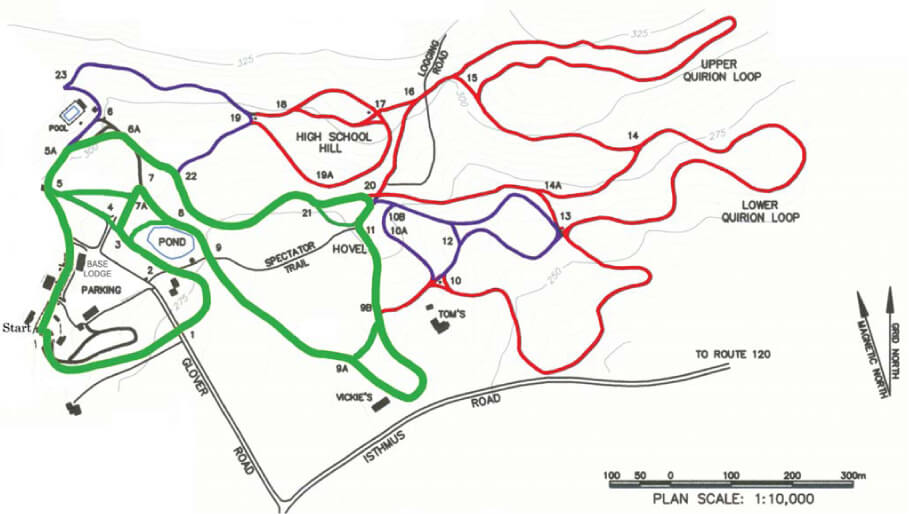 325
325
LODGING
ROAD
UPPER
QUIRION LOOP
23
15
16
300
17
18
19
6
POOL
6A
HIGH SCHOOL
HILL
14
275
5A
300
22
19A
5
7
20
14A
LOWER
QUIRION LOOP
4
7A
8
21
10B
13
11
10A
12
3
POND
9
HOVEL
SPECTATOR
TRAIL
BASE
LODGE
2
10
250
PARKING
275
9B
TOM'S
Start
1
1
9A
GLOVER
ROAD
VICKIE'S
ISTHMUS
ROAD
TO ROUTE 120
MAGNETIC NORTH
GRID NORTH
100 50 0 100 200 300m
PLAN SCALE: 1:10,000